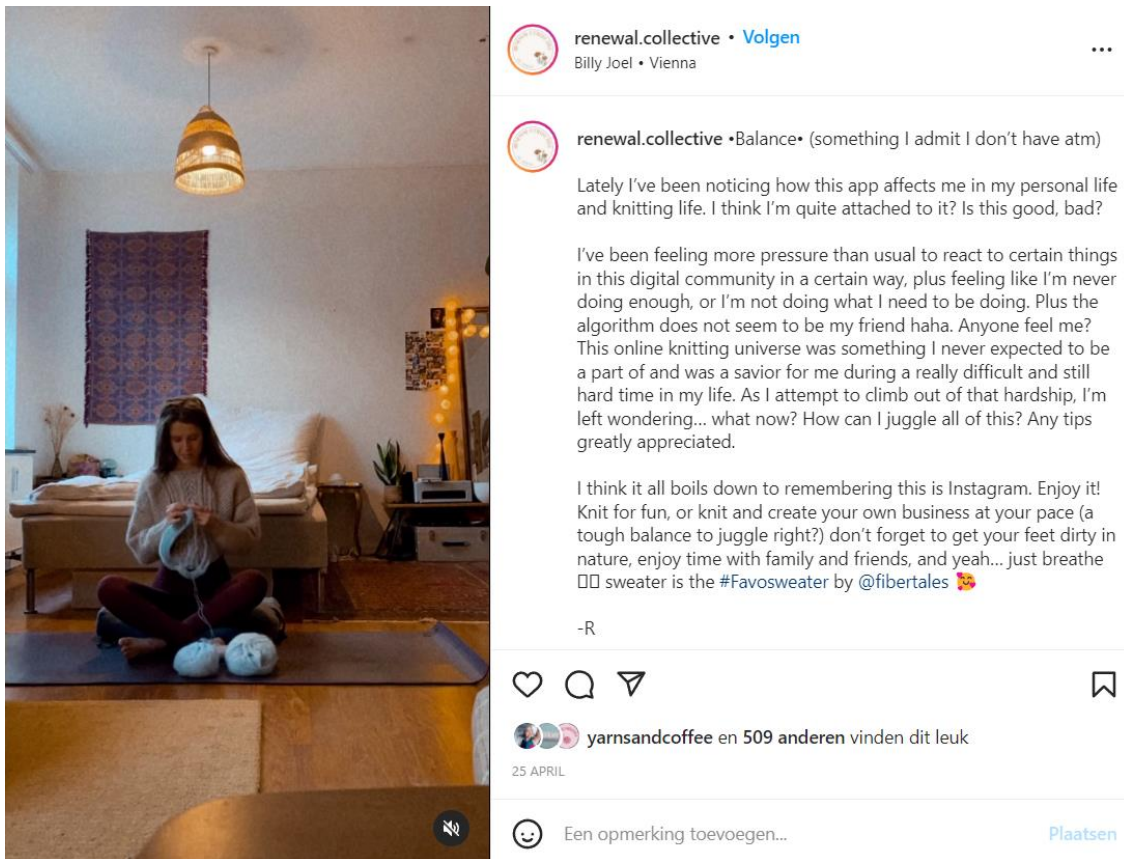 renewal.collective • Volgen
Billy Joel • Vienna
renewal.collective •Balance• (something I admit I don't have atm)
Lately I've been noticing how this app affects me in my personal life
and knitting life. I think I'm quite attached to it? Is this good, bad?
I've been feeling more pressure than usual to react to certain things
in this digital community in a certain way, plus feeling like I'm never
doing enough, or I'm not doing what I need to be doing. Plus the
algorithm does not seem to be my friend haha. Anyone feel me?
This online knitting universe was something I never expected to be
a part of and was a savior for me during a really difficult and still
hard time in my life. As I attempt to climb out of that hardship, I'm
left wondering... what now? How can I juggle all of this? Any tips
greatly appreciated.
I think it all boils down to remembering this is Instagram. Enjoy it!
Knit for fun, or knit and create your own business at your pace (a
tough balance to juggle right?) don't forget to get your feet dirty in
nature, enjoy time with family and friends, and yeah... just breathe
▯▯ sweater is the #Favosweater by @fibertales 🥰
-R
yarnsandcoffee en 509 anderen vinden dit leuk
25 APRIL
Een opmerking toevoegen...
Plaatsen